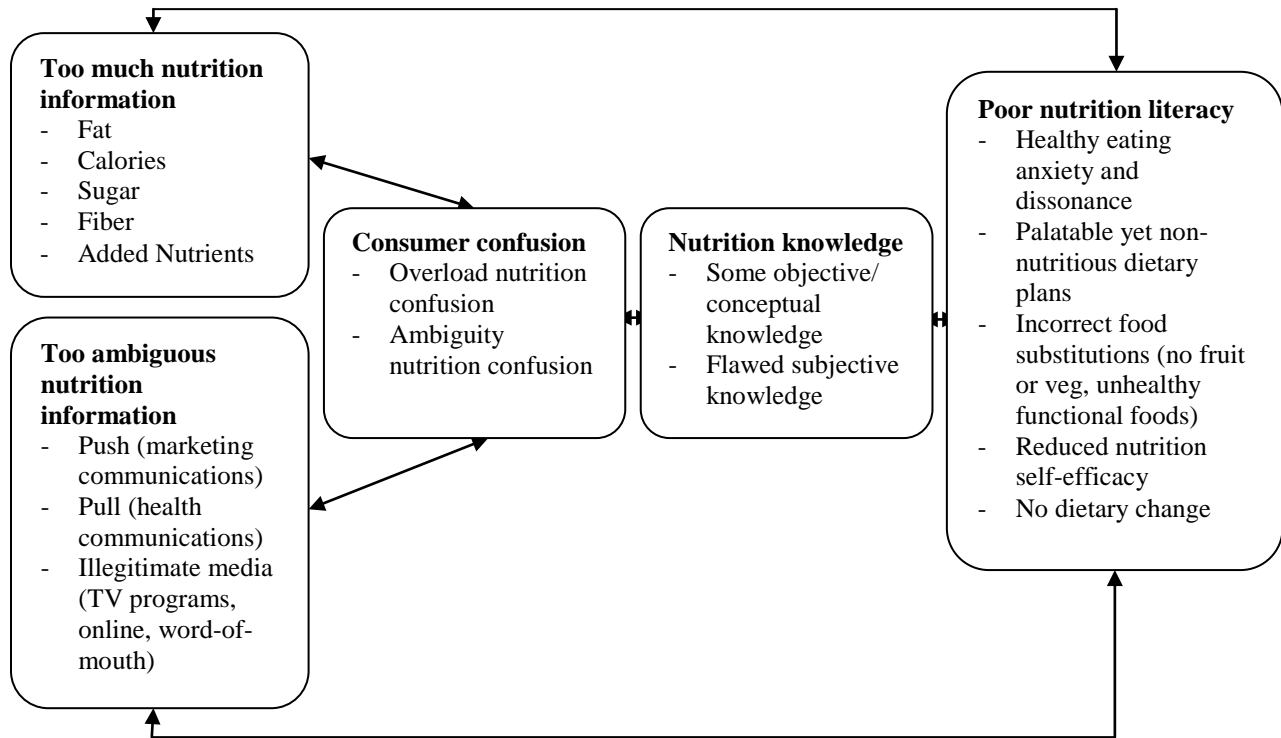 Too much nutrition
information
- Fat
- Calories
- Sugar
- Fiber
- Added Nutrients
Too ambiguous
nutrition
information
- Push (marketing
communications)
- Pull (health
communications)
- Illegitimate media
(TV programs,
online, word-of-
mouth)
Consumer confusion
- Overload nutrition
confusion
- Ambiguity
nutrition confusion
Nutrition knowledge
- Some objective/
conceptual
knowledge
- Flawed subjective
knowledge
Poor nutrition literacy
- Healthy eating
anxiety and
dissonance
- Palatable yet non-
nutritious dietary
plans
- Incorrect food
substitutions (no fruit
or veg, unhealthy
functional foods)
- Reduced nutrition
self-efficacy
- No dietary change